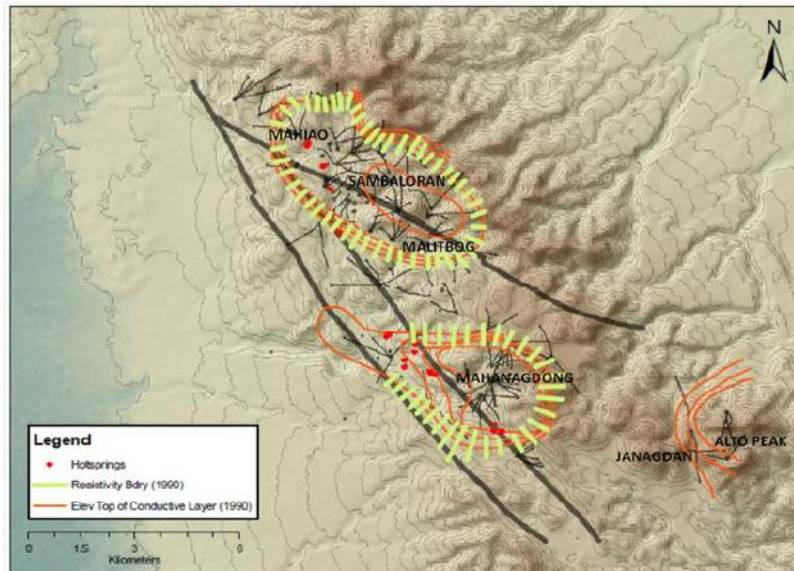 N
MAHIAO
SAMBALORAN
MALITBOG
MAHANAGDONG
ALTO PEAK
JANAGDAN
Legend
Hotsprings
Resistivity Bdry (1990)
Elev Top of Conductive Layer (1990)
0 1.5 3 6
Kilometers